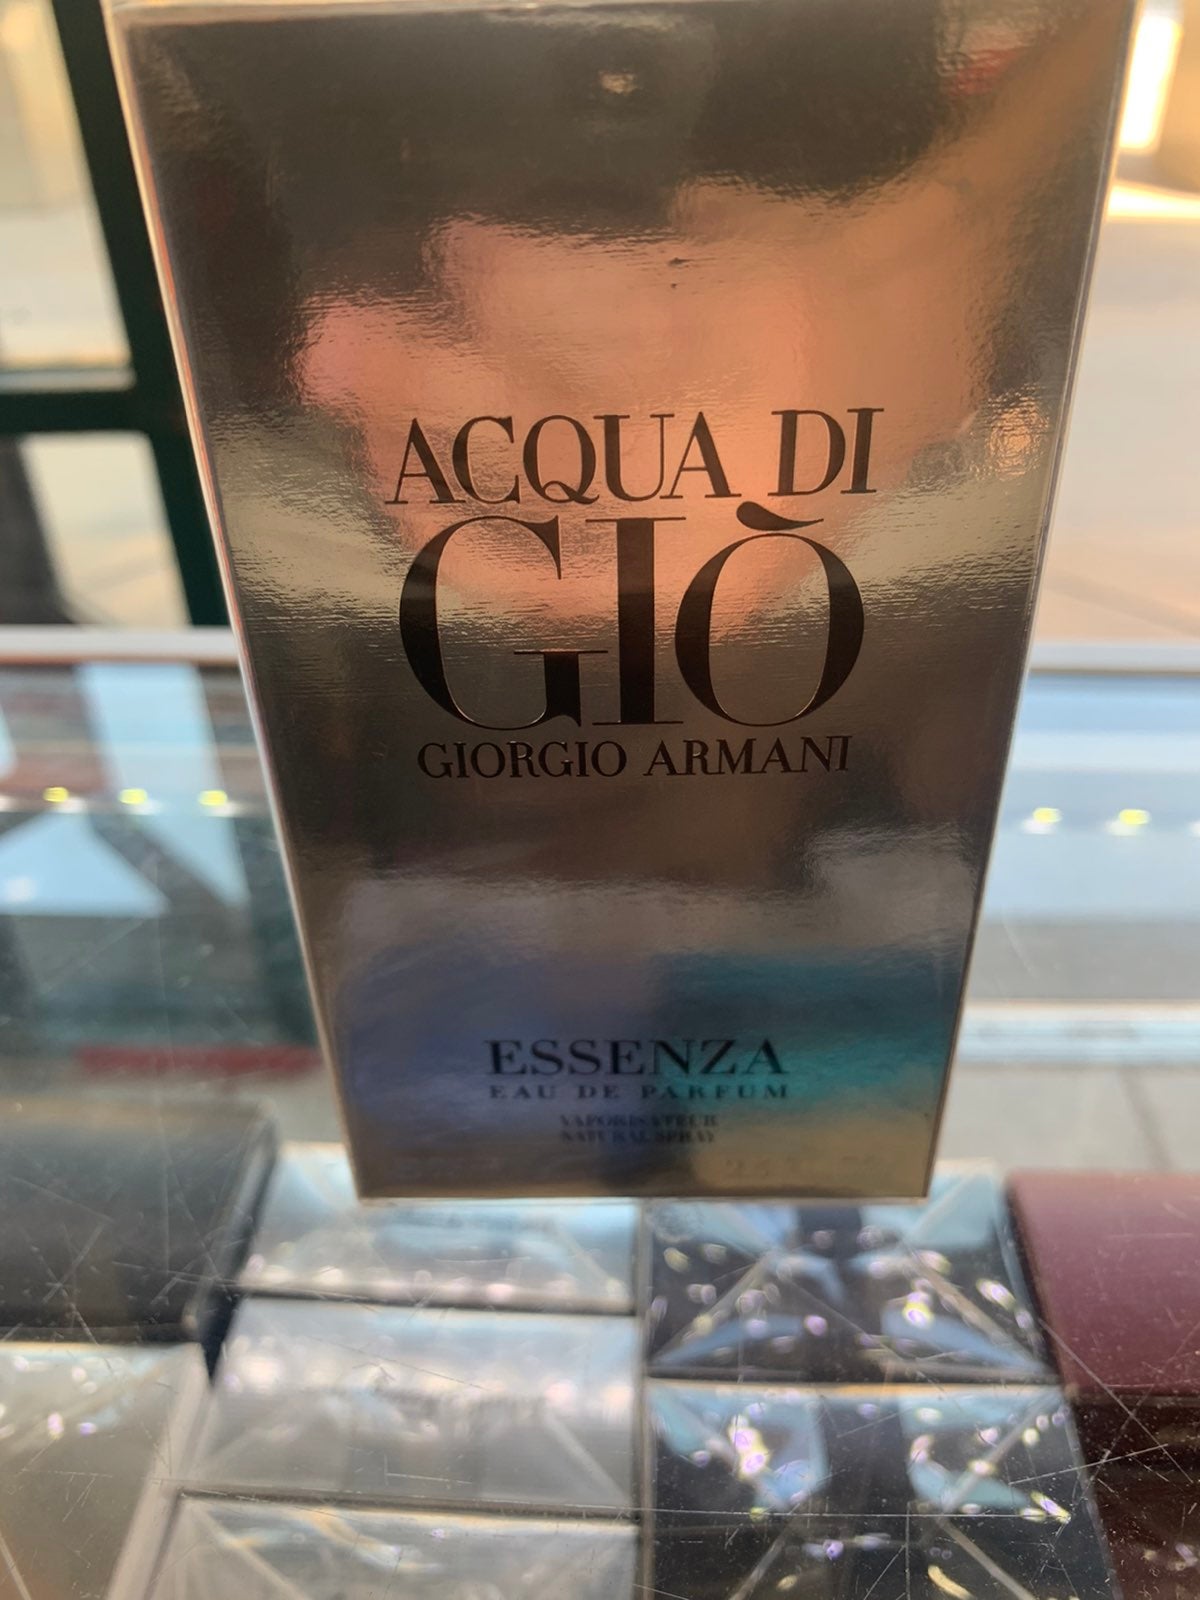 ACQUA DI
GIÒ
GIORGIO ARMANI
ESSENZA
EAU DE PARFUM
VAPORISATEUR
NATURAL SPRAY